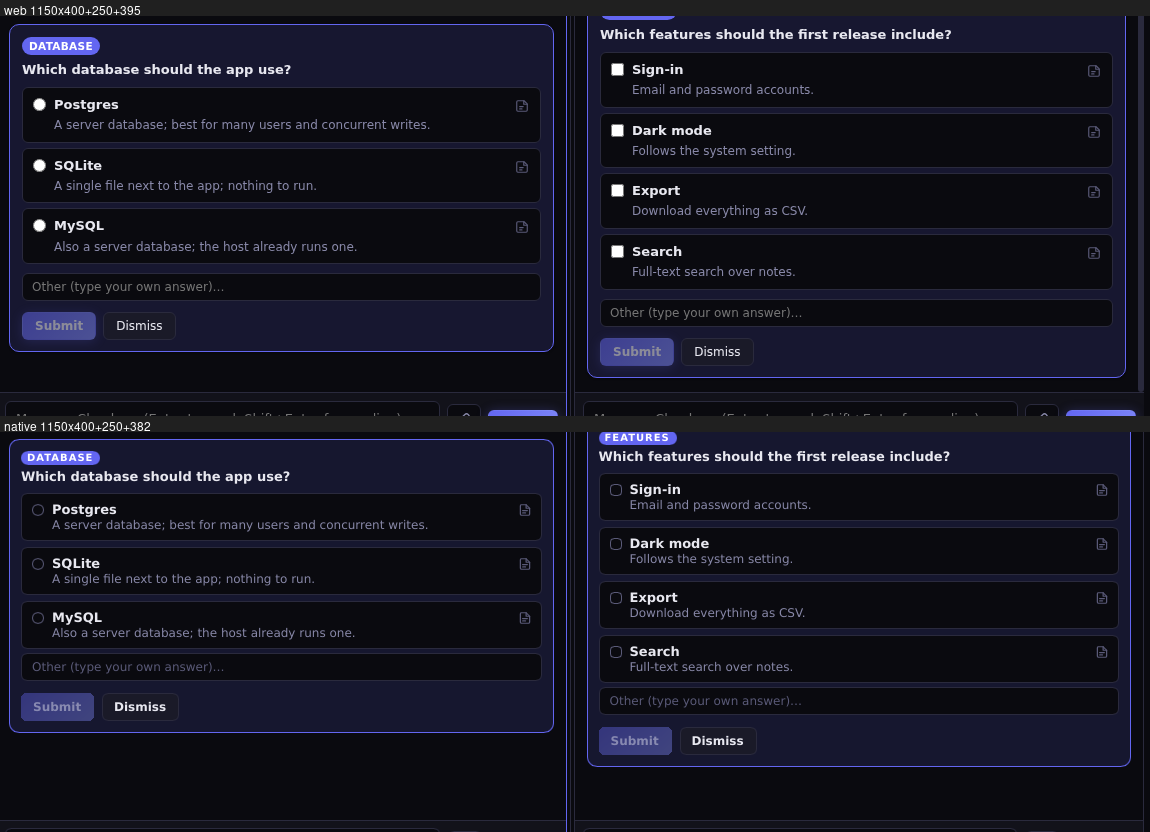 web 1150x400+250+395
DATABASE
Which database should the app use?
Postgres
A server database; best for many users and concurrent writes.
SQLite
A single file next to the app; nothing to run.
MySQL
Also a server database; the host already runs one.
Other (type your own answer)...
Submit
Dismiss
Which features should the first release include?
Sign-in
Email and password accounts.
Dark mode
Follows the system setting.
Export
Download everything as CSV.
Search
Full-text search over notes.
Other (type your own answer)...
Submit
Dismiss
native 1150x400+250+382
DATABASE
Which database should the app use?
Postgres
A server database; best for many users and concurrent writes.
SQLite
A single file next to the app; nothing to run.
MySQL
Also a server database; the host already runs one.
Other (type your own answer)...
Submit
Dismiss
FEATURES
Which features should the first release include?
Sign-in
Email and password accounts.
Dark mode
Follows the system setting.
Export
Download everything as CSV.
Search
Full-text search over notes.
Other (type your own answer)...
Submit
Dismiss